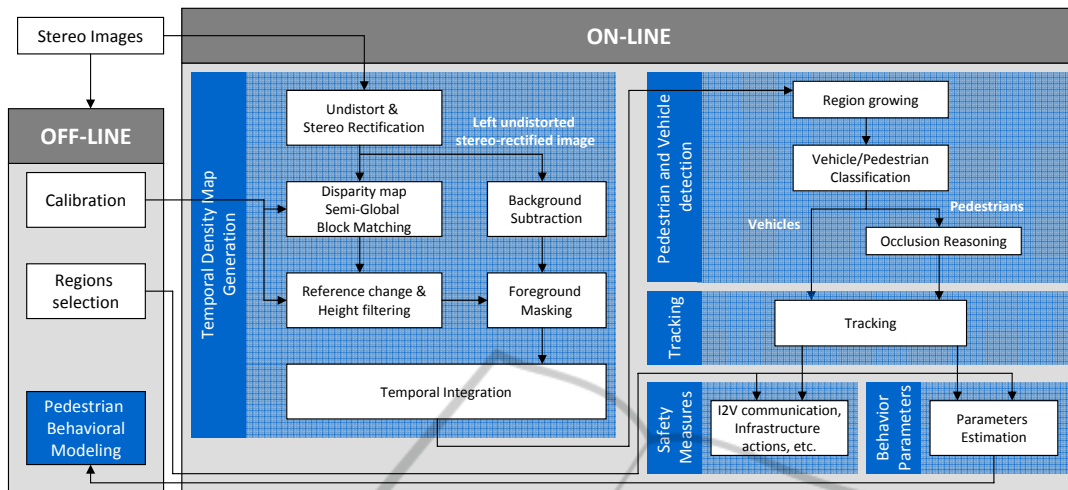 Stereo Images
ON-LINE
OFF-LINE
Calibration
Regions
selection
Pedestrian
Behavioral
Modeling
Temporal Density Map
Generation
Undistort &
Stereo Rectification
Left undistorted
stereo-rectified image
Disparity map
Semi-Global
Block Matching
Background
Subtraction
Reference change &
Height filtering
Foreground
Masking
Temporal Integration
Pedestrian and Vehicle
detection
Region growing
Vehicle/Pedestrian
Classification
Vehicles
Pedestrians
Occlusion Reasoning
Tracking
Tracking
Safety
Measures
I2V communication,
Infrastructure
actions, etc.
Behavior
Parameters
Parameters
Estimation